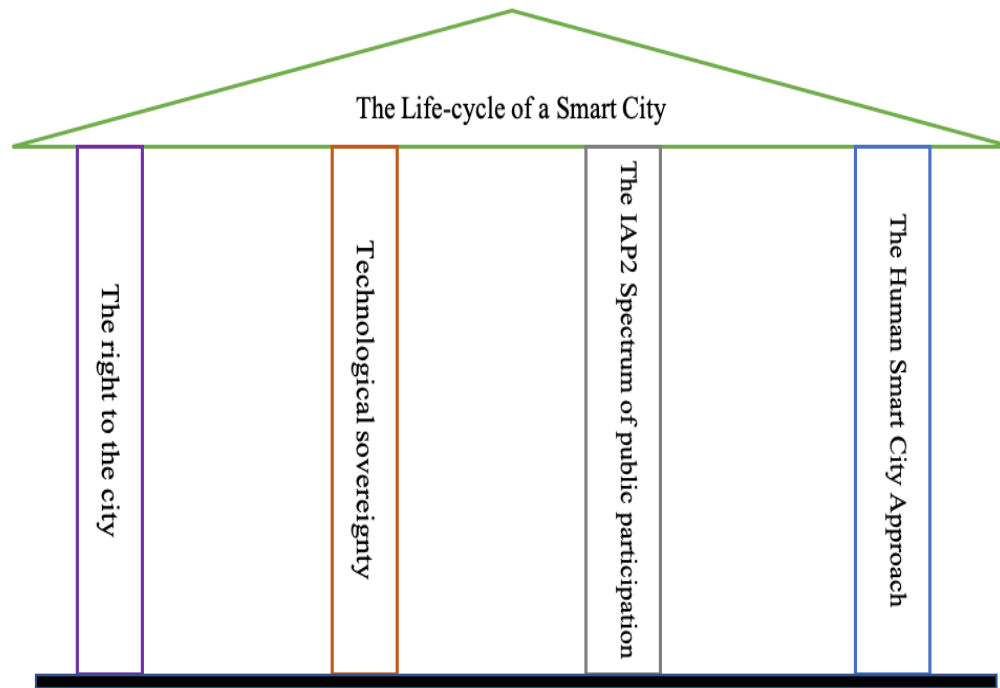 The Life-cycle of a Smart City
The right to the city
Technological sovereignty
The IAP2 Spectrum of public participation
The Human Smart City Approach